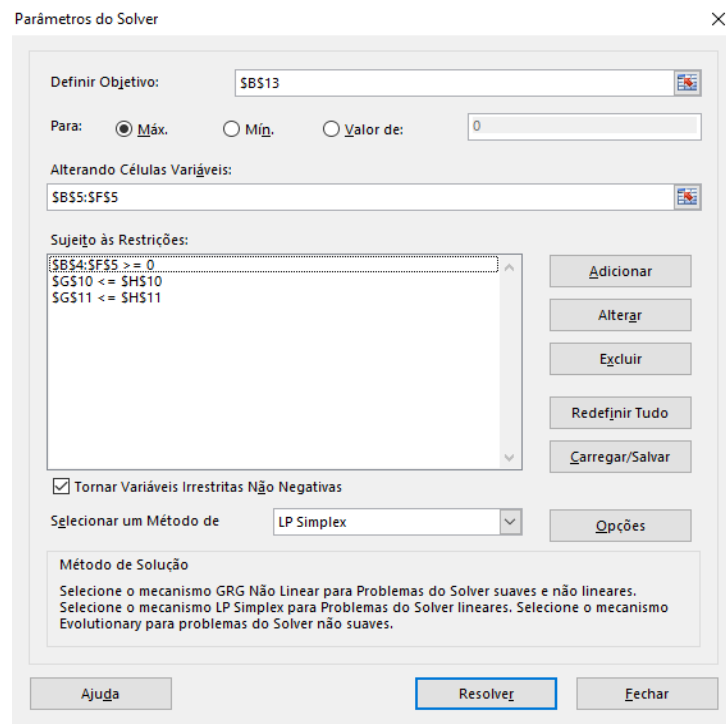 Parâmetros do Solver
Definir Objetivo: $B$13
Para: Máx. Mín. Valor de: 0
Alterando Células Variáveis:
$B$5:$F$5
Sujeito às Restrições:
$B$4:$F$5 >= 0
$G$10 <= $H$10
$G$11 <= $H$11
Adicionar
Alterar
Excluir
Redefinir Tudo
Carregar/Salvar
Tornar Variáveis Irrestritas Não Negativas
Selecionar um Método de LP Simplex Opções
Método de Solução
Selecione o mecanismo GRG Não Linear para Problemas do Solver suaves e não lineares.
Selecione o mecanismo LP Simplex para Problemas do Solver lineares. Selecione o mecanismo
Evolutionary para problemas do Solver não suaves.
Ajuda Resolver Fechar